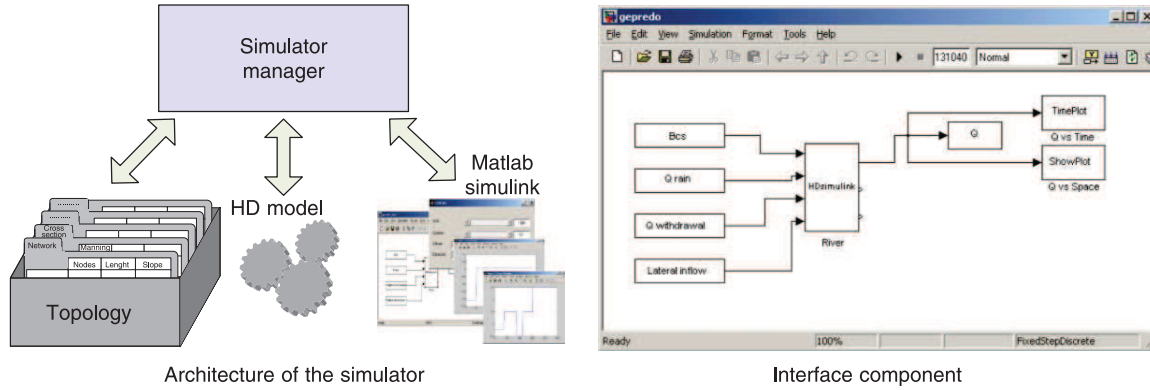 Simulator
manager
Matlab
simulink
HD model
Cross
section
Network
Manning
Nodes Lenght Slope
Topology
Architecture of the simulator
gepredo
File Edit View Simulation Format Tools Help
131040 Normal
Bcs
Q rain
Q withdrawal
Lateral inflow
HDsimulink
River
Q
TimePlot
Q vs Time
ShowPlot
Q vs Space
Ready 100% FixedStepDiscrete
Interface component